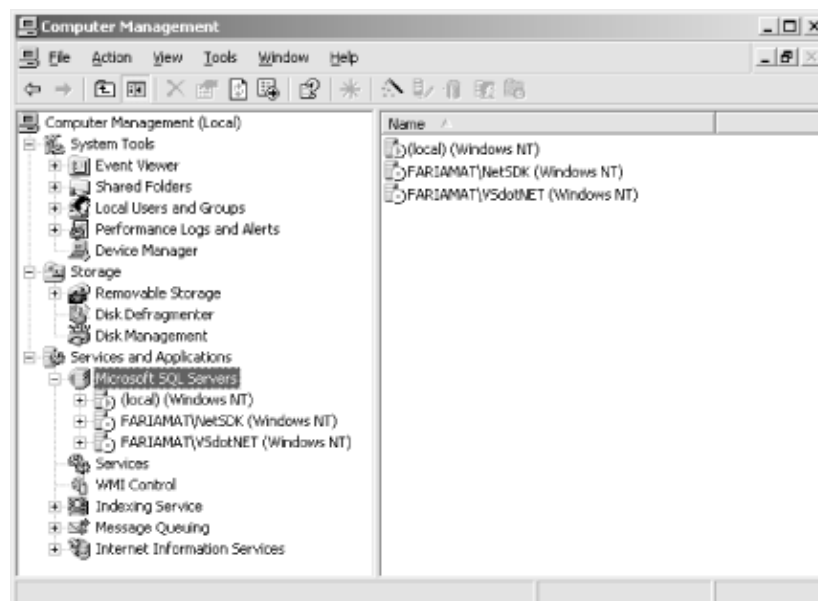 Computer Management
File Action View Tools Window Help
Computer Management (Local)
System Tools
Event Viewer
Shared Folders
Local Users and Groups
Performance Logs and Alerts
Device Manager
Storage
Removable Storage
Disk Defragmenter
Disk Management
Services and Applications
Microsoft SQL Servers
(local) (Windows NT)
FARIAMAT\NetSDK (Windows NT)
FARIAMAT\VSdotNET (Windows NT)
Services
WMI Control
Indexing Service
Message Queuing
Internet Information Services
Name
(local) (Windows NT)
FARIAMAT\NetSDK (Windows NT)
FARIAMAT\VSdotNET (Windows NT)